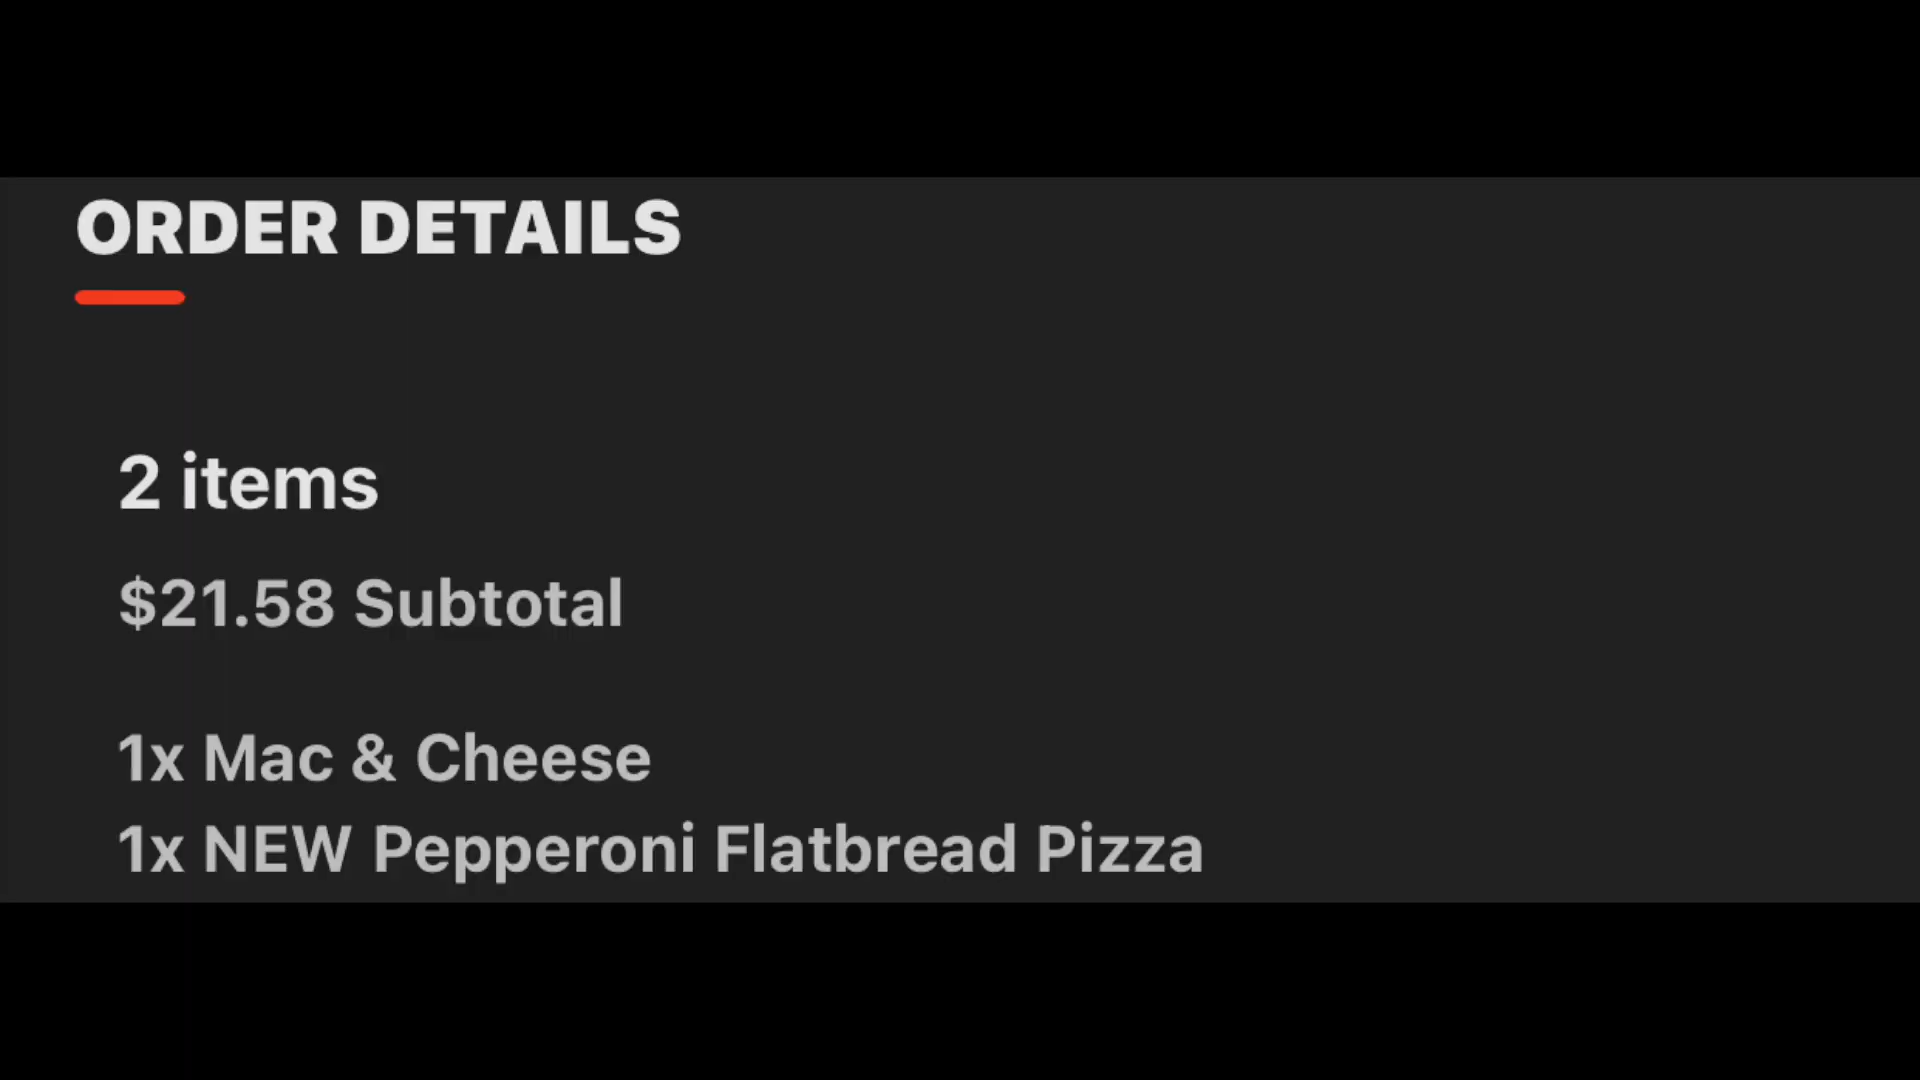 ORDER DETAILS
2 items
$21.58 Subtotal
1x Mac & Cheese
1x NEW Pepperoni Flatbread Pizza